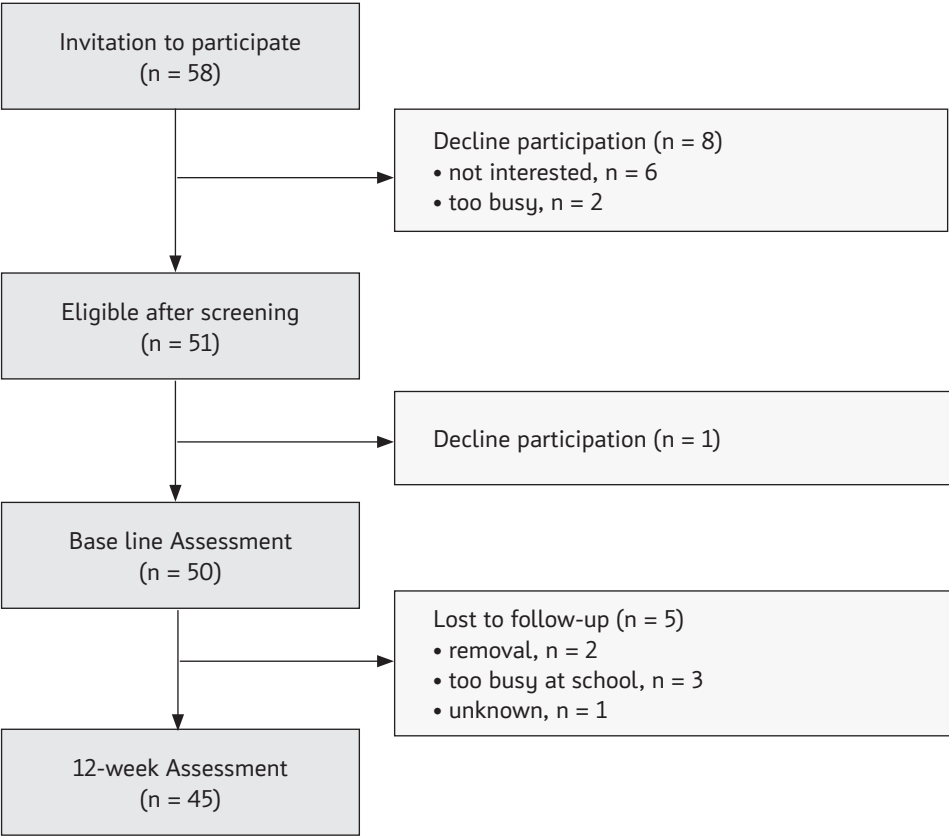 Invitation to participate
(n = 58)
Decline participation (n = 8)
• not interested, n = 6
• too busy, n = 2
Eligible after screening
(n = 51)
Decline participation (n = 1)
Base line Assessment
(n = 50)
Lost to follow-up (n = 5)
• removal, n = 2
• too busy at school, n = 3
• unknown, n = 1
12-week Assessment
(n = 45)